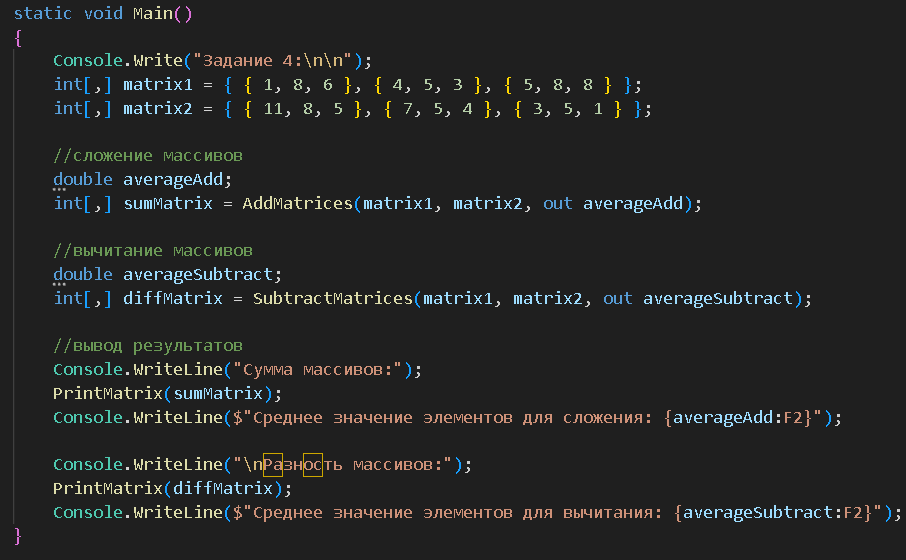 static void Main()
{
    Console.Write("Задание 4:\n\n");
    int[,] matrix1 = { { 1, 8, 6 }, { 4, 5, 3 }, { 5, 8, 8 } };
    int[,] matrix2 = { { 11, 8, 5 }, { 7, 5, 4 }, { 3, 5, 1 } };

    //сложение массивов
    double averageAdd;
    int[,] sumMatrix = AddMatrices(matrix1, matrix2, out averageAdd);

    //вычитание массивов
    double averageSubtract;
    int[,] diffMatrix = SubtractMatrices(matrix1, matrix2, out averageSubtract);

    //вывод результатов
    Console.WriteLine("Сумма массивов:");
    PrintMatrix(sumMatrix);
    Console.WriteLine($"Среднее значение элементов для сложения: {averageAdd:F2}");

    Console.WriteLine("\nРазность массивов:");
    PrintMatrix(diffMatrix);
    Console.WriteLine($"Среднее значение элементов для вычитания: {averageSubtract:F2}");
}